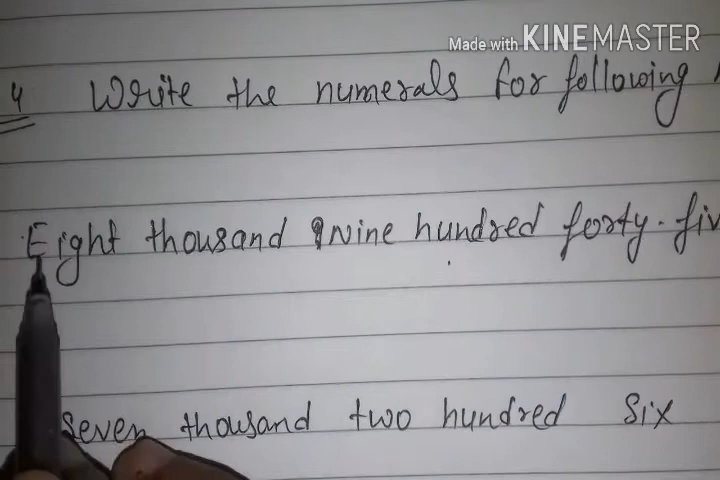 Made with KINEMASTER
4 Write the numerals for following
Eight thousand Nine hundred forty-fiv
seven thousand two hundred six